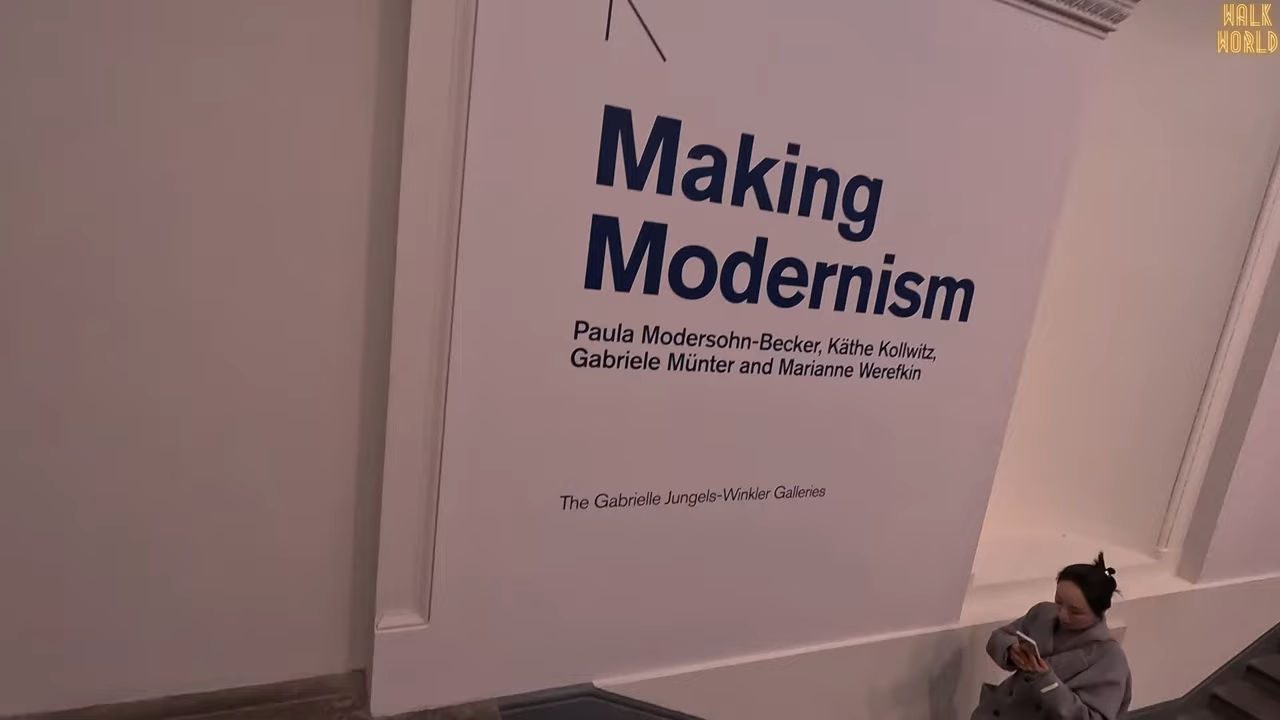 WALK
WORLD
Making
Modernism
Paula Modersohn-Becker, Käthe Kollwitz,
Gabriele Münter and Marianne Werefkin
The Gabrielle Jungels-Winkler Galleries